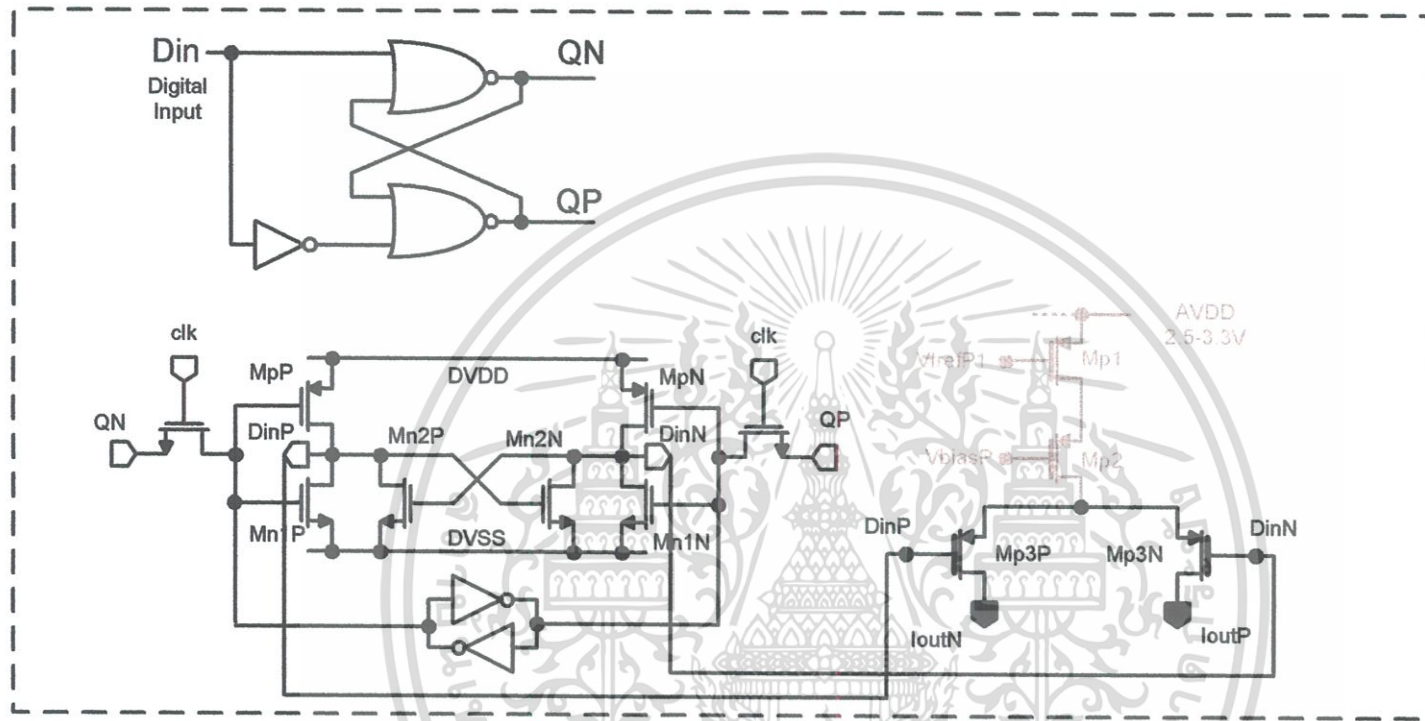 Din
QN
Digital
Input
QP
clk
clk
AVDD
2.5-3.3V
MpP
DVDD
MpN
VIrefP1
Mp1
QN
DinP
Mn2P
Mn2N
DinN
QP
VbiasP
Mp2
Mn1P
DVSS
Mn1N
DinP
Mp3P
Mp3N
DinN
IoutN
IoutP